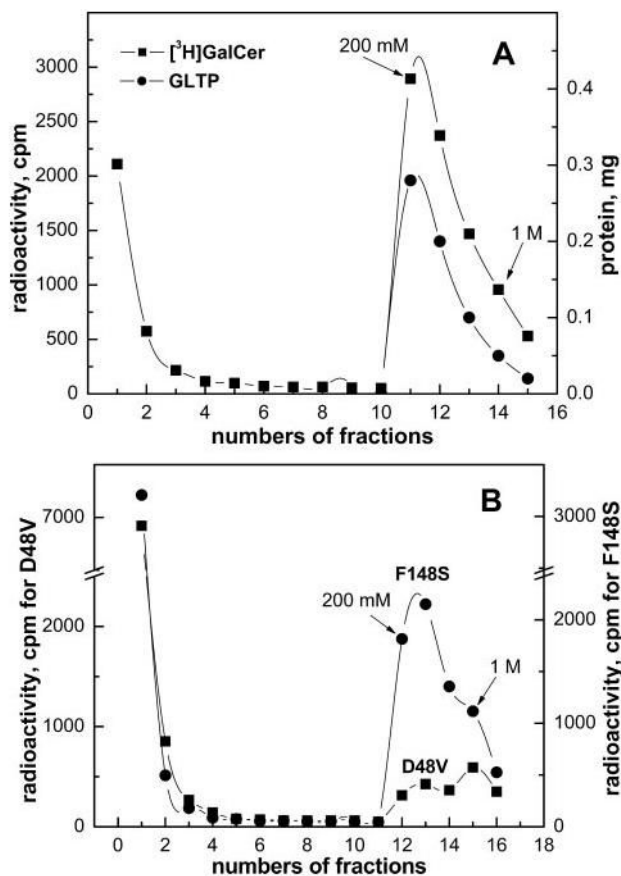 A
[³H]GalCer
GLTP
200 mM
1 M
3000
2500
2000
1500
1000
500
0
0.4
0.3
0.2
0.1
0.0
radioactivity, cpm
protein, mg
0 2 4 6 8 10 12 14 16
numbers of fractions
B
F148S
200 mM
1 M
D48V
7000
2000
1000
0
3000
2000
1000
0
radioactivity, cpm for D48V
radioactivity, cpm for F148S
0 2 4 6 8 10 12 14 16 18
numbers of fractions